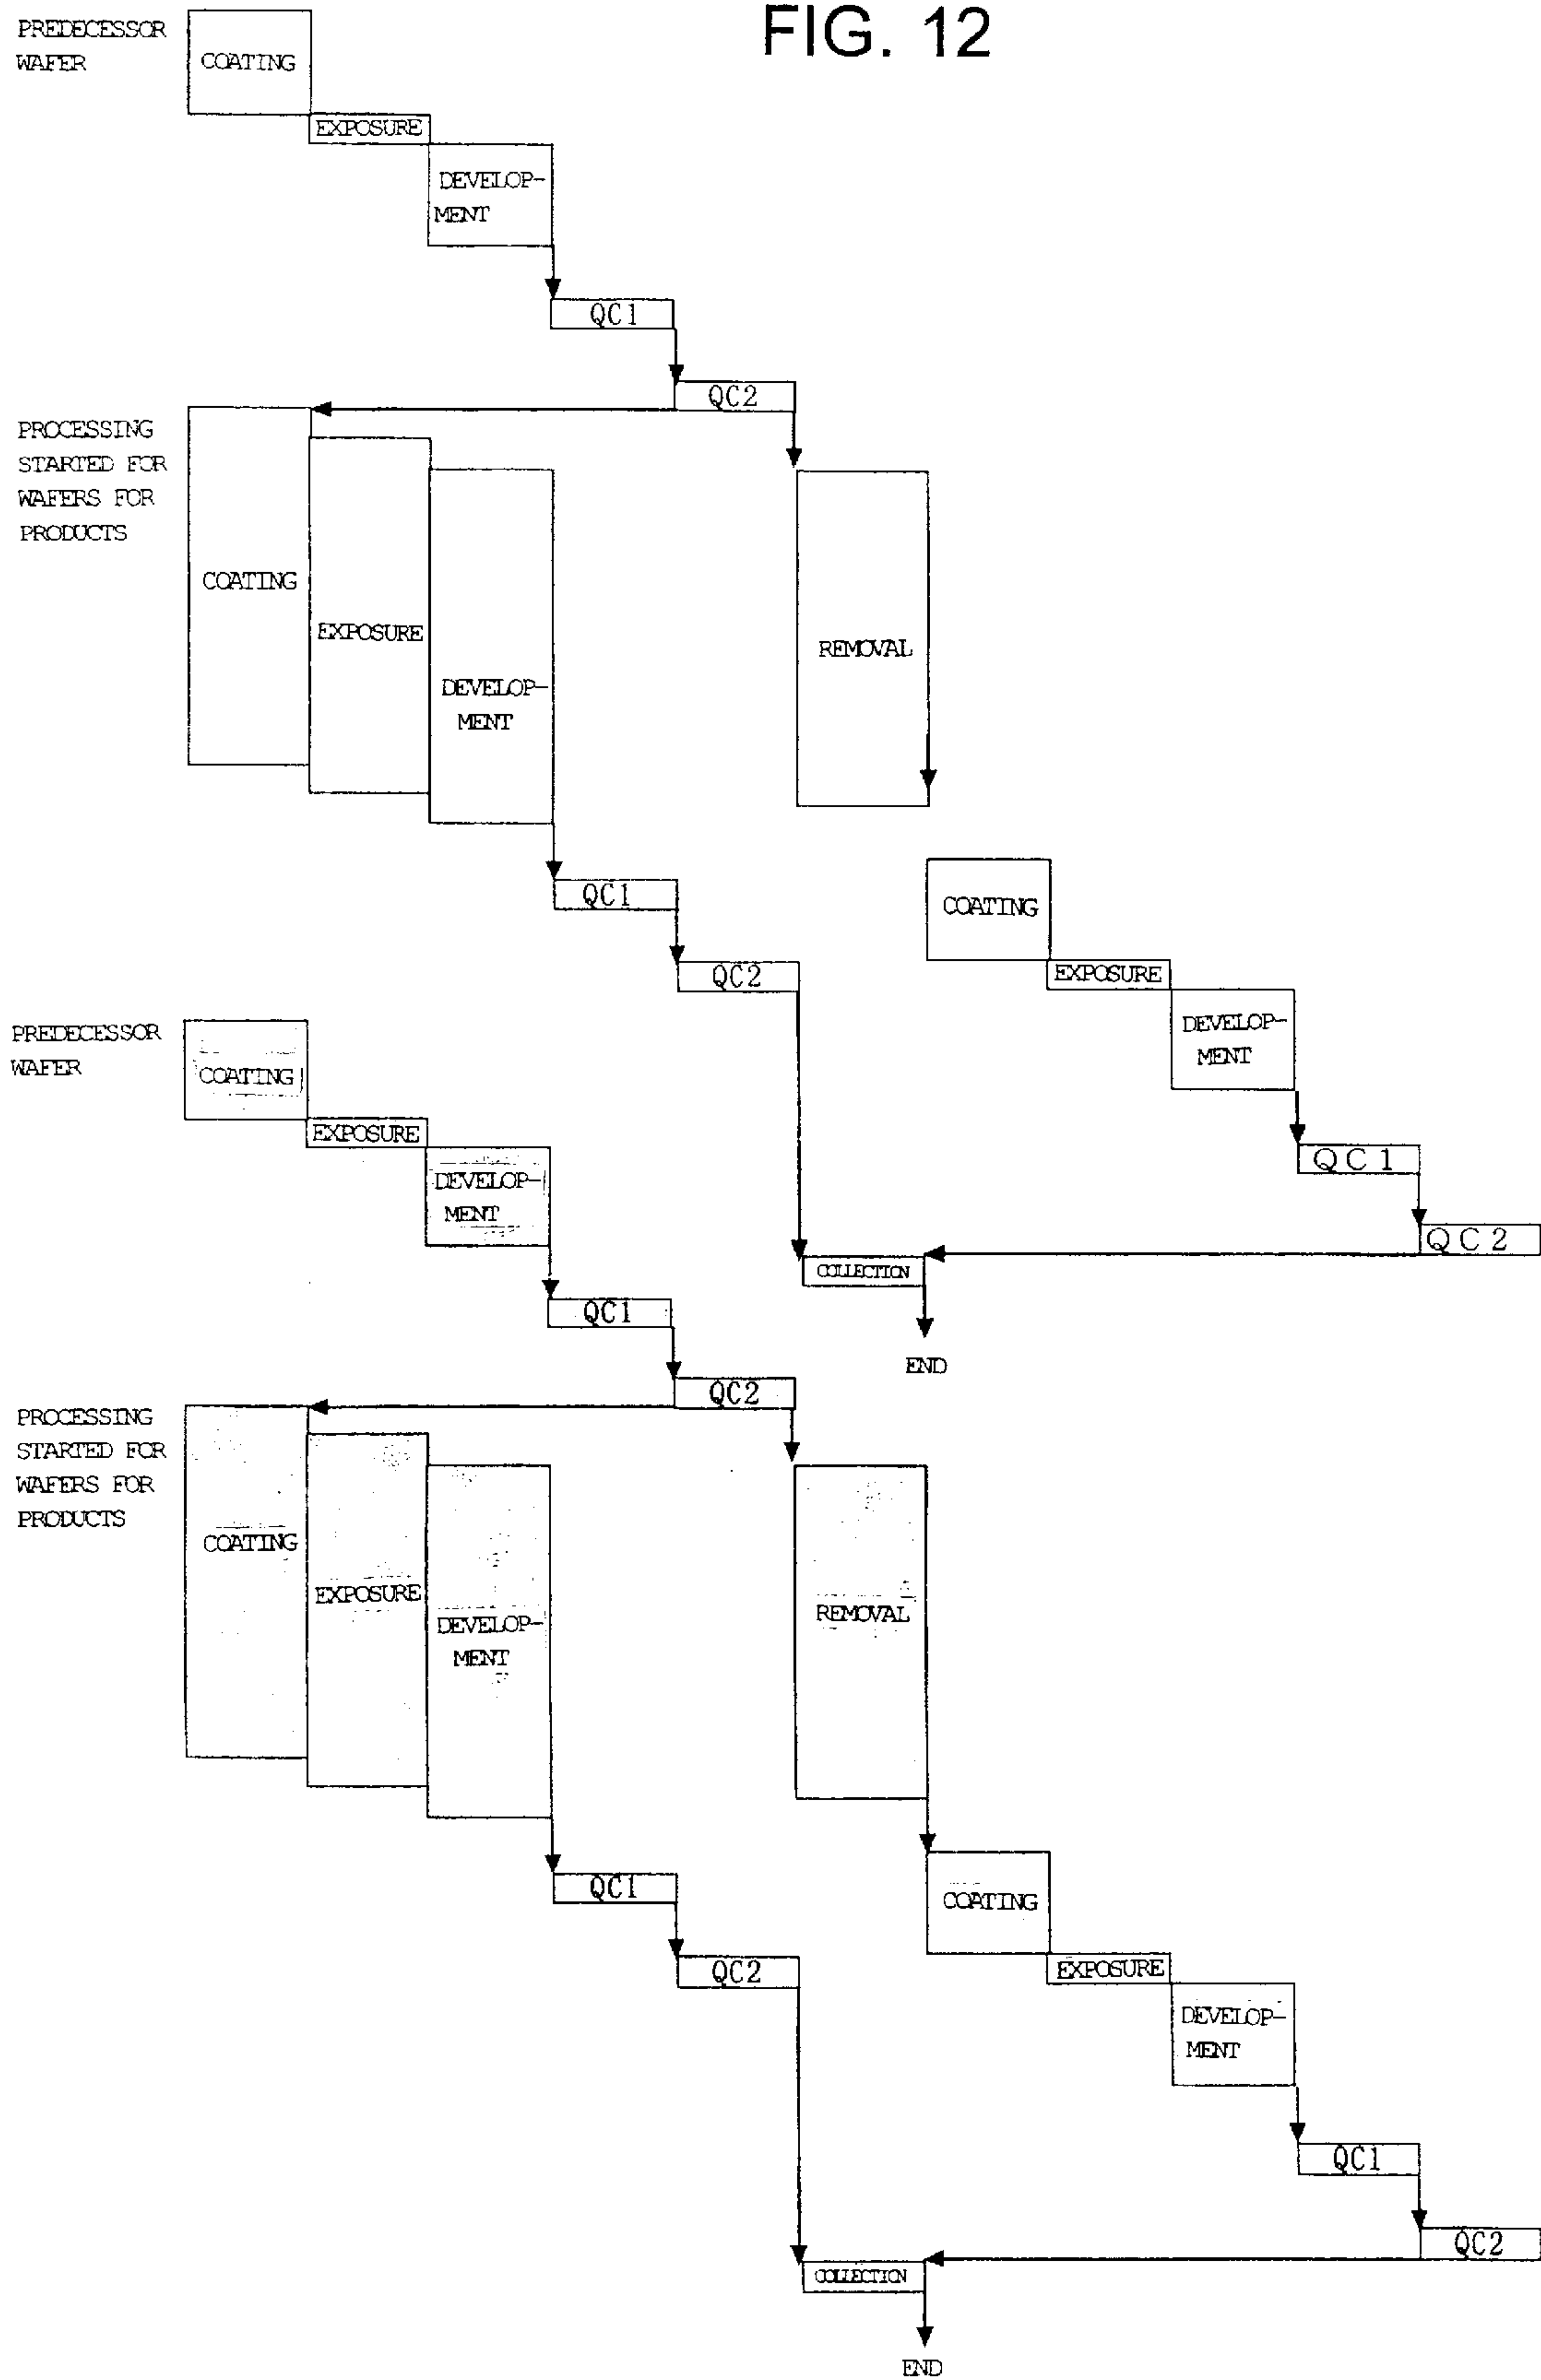 FIG. 12
PREDECESSOR
WAFER
COATING
EXPOSURE
DEVELOP-
MENT
QC1
QC2
PROCESSING
STARTED FOR
WAFERS FOR
PRODUCTS
COATING
EXPOSURE
DEVELOP-
MENT
REMOVAL
QC1
QC2
COATING
EXPOSURE
DEVELOP-
MENT
QC1
QC2
COLLECTION
END
PREDECESSOR
WAFER
COATING
EXPOSURE
DEVELOP-
MENT
QC1
QC2
PROCESSING
STARTED FOR
WAFERS FOR
PRODUCTS
COATING
EXPOSURE
DEVELOP-
MENT
REMOVAL
QC1
QC2
COATING
EXPOSURE
DEVELOP-
MENT
QC1
QC2
COLLECTION
END